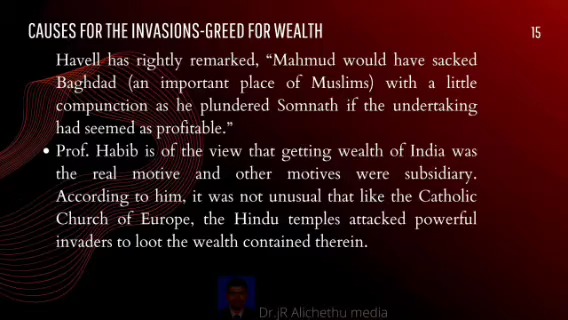 CAUSES FOR THE INVASIONS-GREED FOR WEALTH
15
Havell has rightly remarked, “Mahmud would have sacked
Baghdad (an important place of Muslims) with a little
compunction as he plundered Somnath if the undertaking
had seemed as profitable.”
• Prof. Habib is of the view that getting wealth of India was
the real motive and other motives were subsidiary.
According to him, it was not unusual that like the Catholic
Church of Europe, the Hindu temples attacked powerful
invaders to loot the wealth contained therein.
Dr.jR Alichethu media